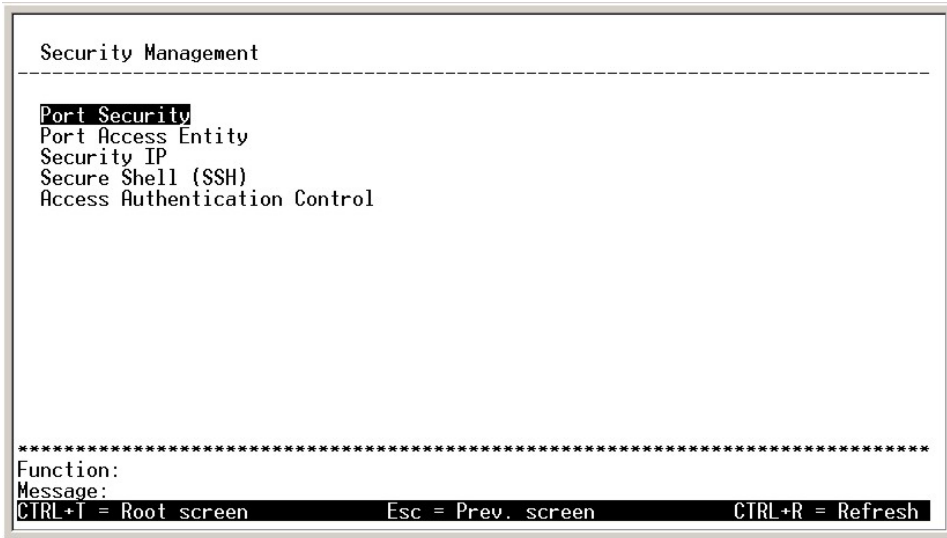 Security Management
--------------------------------------------------------------------------------
Port Security
Port Access Entity
Security IP
Secure Shell (SSH)
Access Authentication Control
********************************************************************************
Function:
Message:
CTRL+T = Root screen Esc = Prev. screen CTRL+R = Refresh